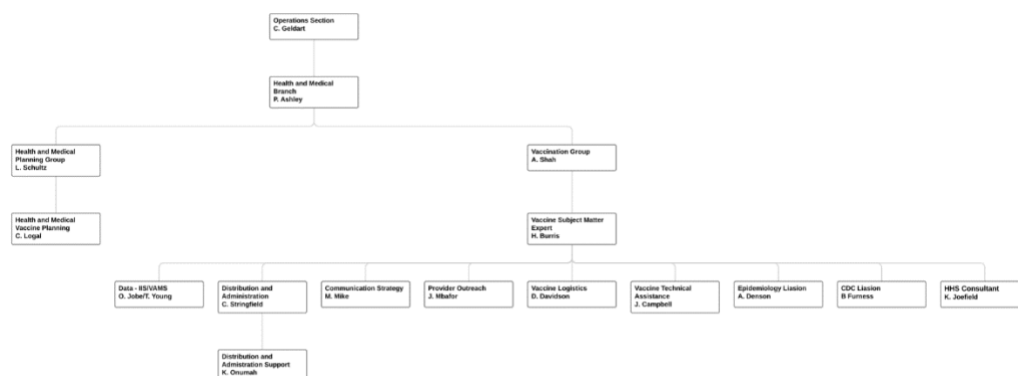 Operations Section
C. Geldart
Health and Medical
Branch
P. Ashley
Health and Medical
Planning Group
L. Schultz
Vaccination Group
A. Shah
Health and Medical
Vaccine Planning
C. Logal
Vaccine Subject Matter
Expert
H. Burris
Data - IIS/VAMS
O. Jobe/T. Young
Distribution and
Administration
C. Stringfield
Communication Strategy
M. Mike
Provider Outreach
J. Mbafor
Vaccine Logistics
D. Davidson
Vaccine Technical
Assistance
J. Campbell
Epidemiology Liasion
A. Denson
CDC Liasion
B Furness
HHS Consultant
K. Joefield
Distribution and
Admistration Support
K. Onumah